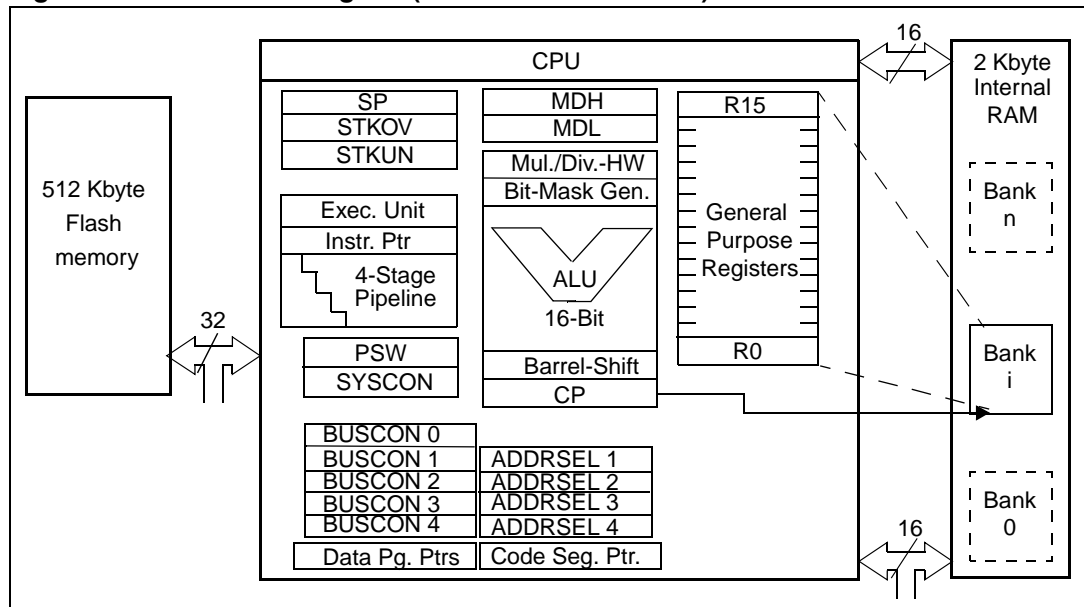 CPU
16
2 Kbyte
Internal
RAM
512 Kbyte
Flash
memory
32
SP
STKOV
STKUN
Exec. Unit
Instr. Ptr
4-Stage
Pipeline
PSW
SYSCON
MDH
MDL
Mul./Div.-HW
Bit-Mask Gen.
ALU
16-Bit
Barrel-Shift
CP
R15
General
Purpose
Registers
R0
Bank
n
Bank
i
Bank
0
BUSCON 0
BUSCON 1
BUSCON 2
BUSCON 3
BUSCON 4
ADDRSEL 1
ADDRSEL 2
ADDRSEL 3
ADDRSEL 4
Data Pg. Ptrs
Code Seg. Ptr.
16